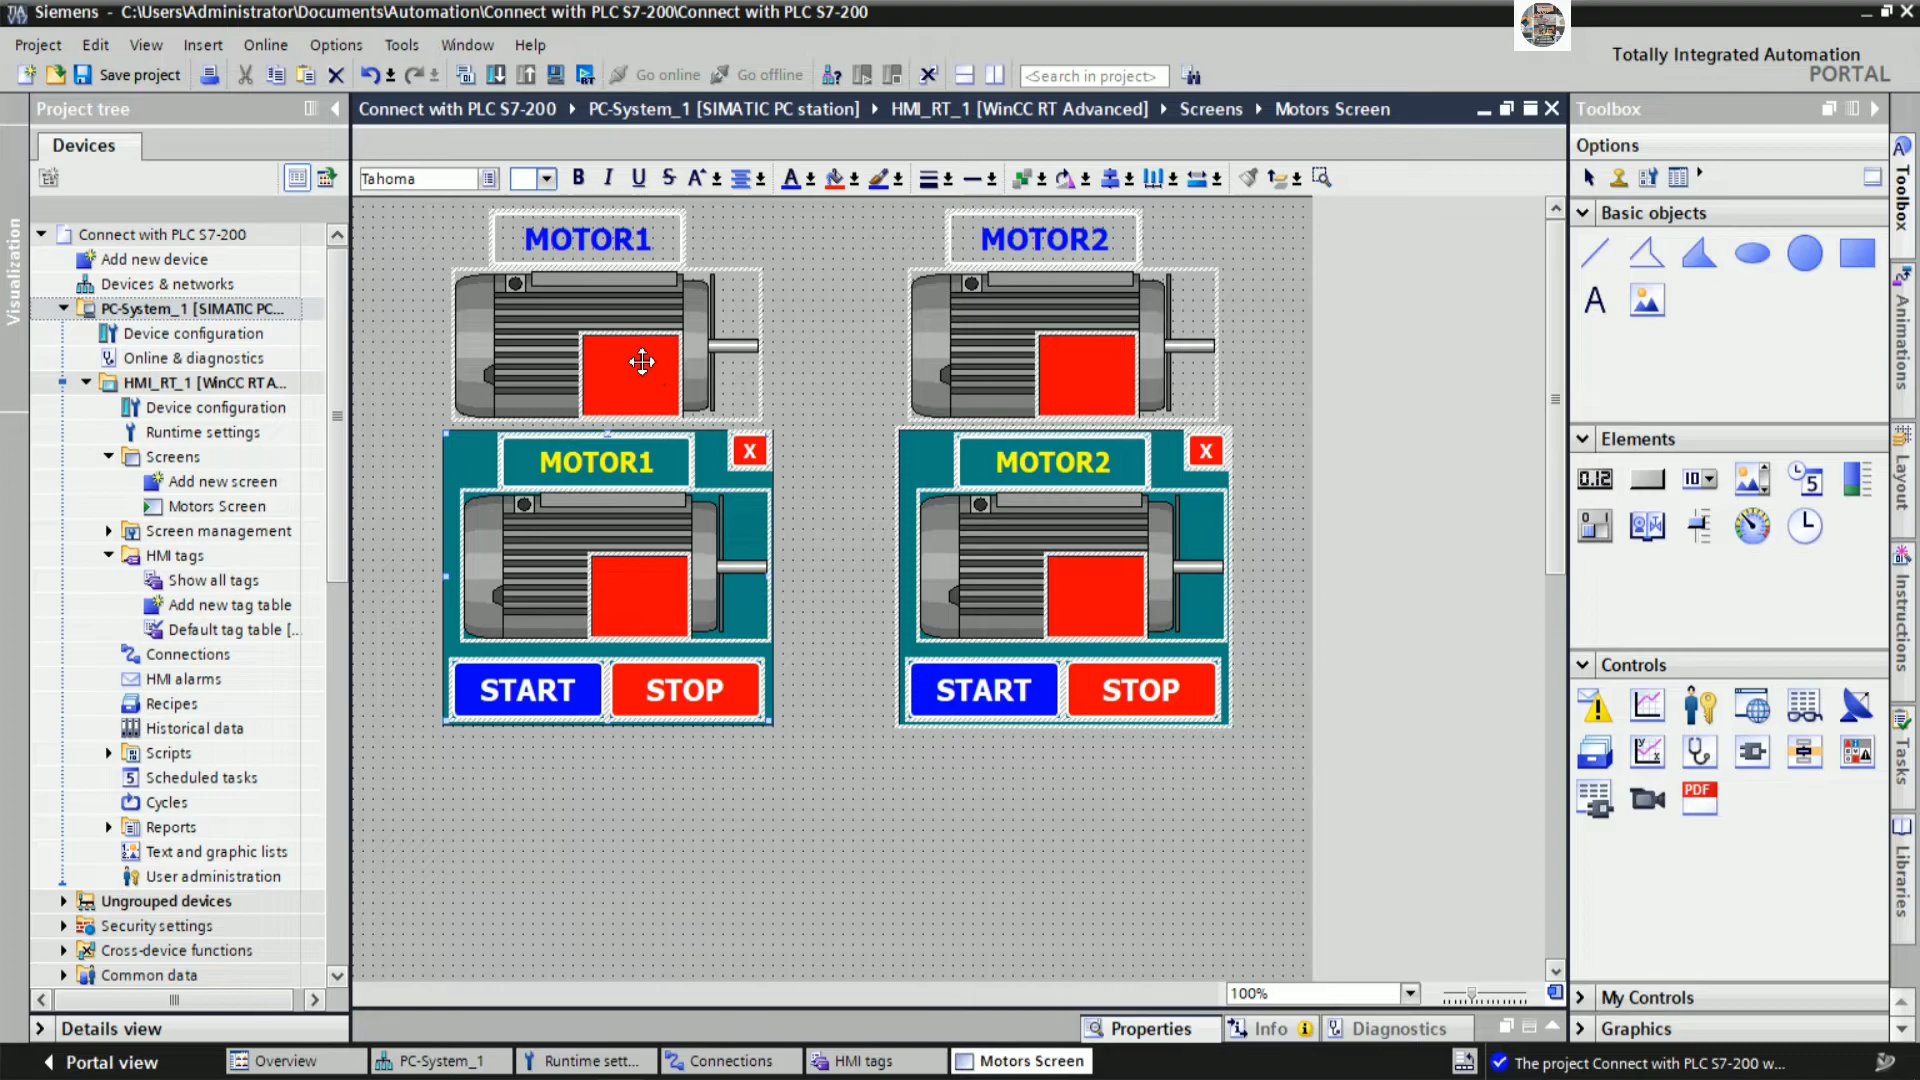 Siemens - C:\Users\Administrator\Documents\Automation\Connect with PLC S7-200\Connect with PLC S7-200
Project Edit View Insert Online Options Tools Window Help
Totally Integrated Automation
PORTAL
Save project
Go online
Go offline
<Search in project>
Project tree
Connect with PLC S7-200 PC-System_1 [SIMATIC PC station] HMI_RT_1 [WinCC RT Advanced] Screens Motors Screen
Toolbox
Devices
Options
Tahoma
B I U S A A
Visualization
Connect with PLC S7-200
Add new device
Devices & networks
PC-System_1 [SIMATIC PC...
Device configuration
Online & diagnostics
HMI_RT_1 [WinCC RT A...
Device configuration
Runtime settings
Screens
Add new screen
Motors Screen
Screen management
HMI tags
Show all tags
Add new tag table
Default tag table [...
Connections
HMI alarms
Recipes
Historical data
Scripts
Scheduled tasks
Cycles
Reports
Text and graphic lists
User administration
Ungrouped devices
Security settings
Cross-device functions
Common data
Details view
MOTOR1
MOTOR2
MOTOR1 X
MOTOR2 X
START STOP
START STOP
100%
Properties Info Diagnostics
Basic objects
A
Elements
0.12
10
5
0 1
Controls
PDF
My Controls
Graphics
Toolbox
Animations
Layout
Instructions
Tasks
Libraries
Portal view
Overview
PC-System_1
Runtime sett...
Connections
HMI tags
Motors Screen
The project Connect with PLC S7-200 w...